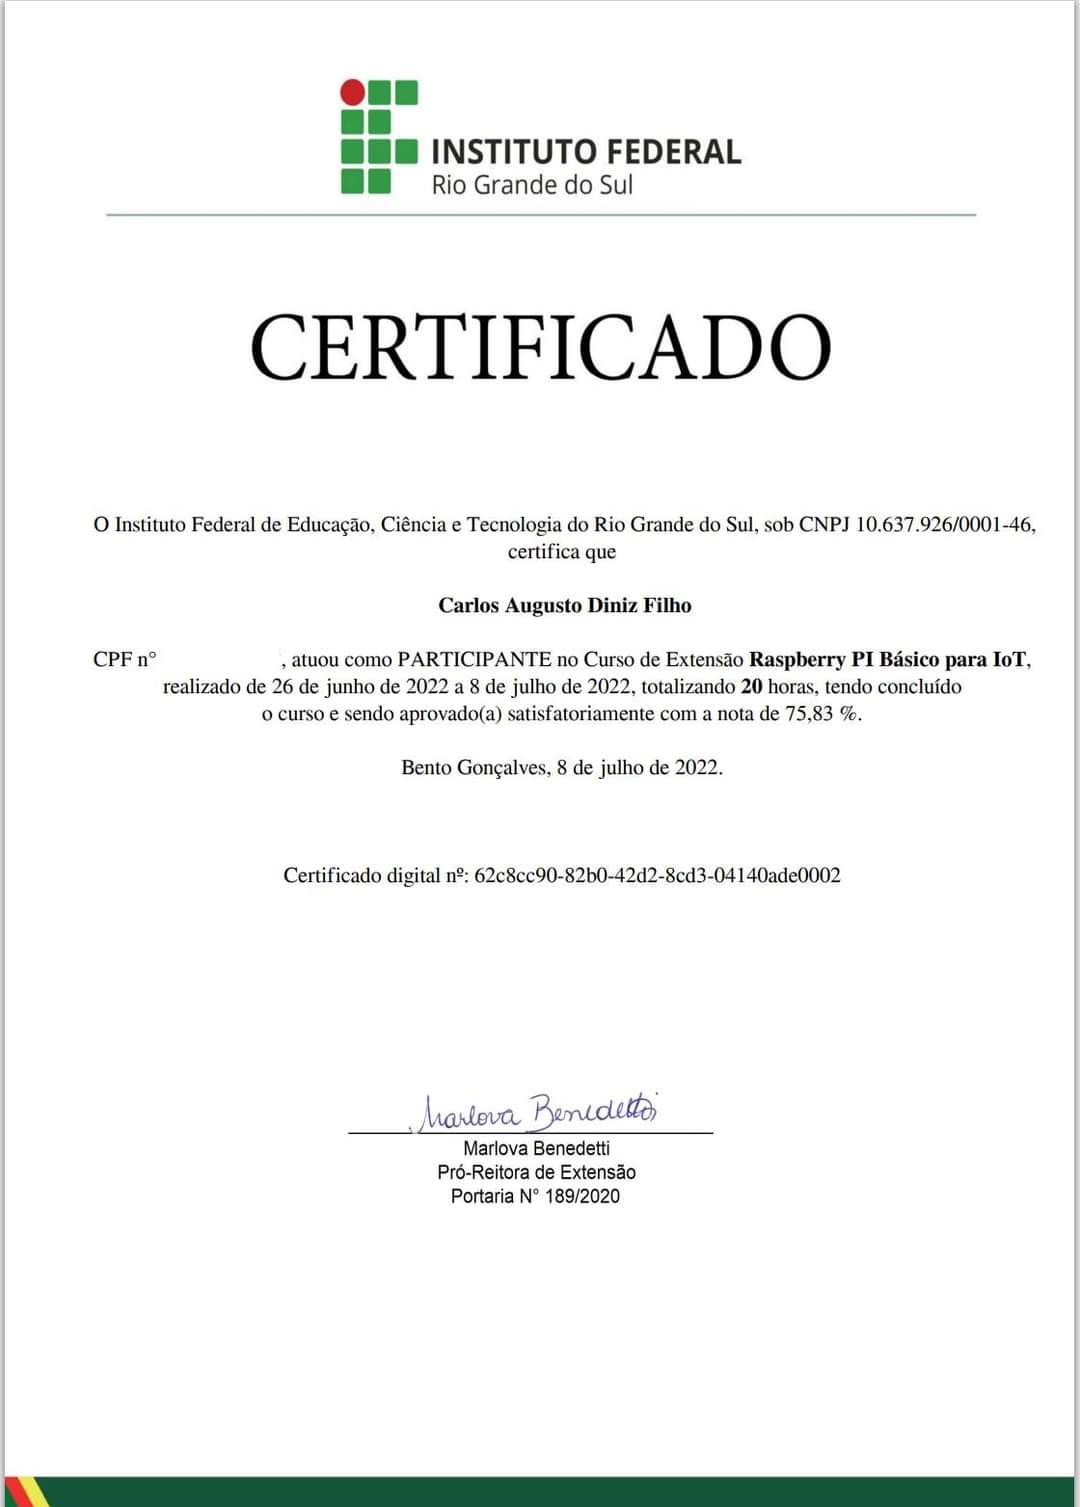 INSTITUTO FEDERAL
Rio Grande do Sul
CERTIFICADO
O Instituto Federal de Educação, Ciência e Tecnologia do Rio Grande do Sul, sob CNPJ 10.637.926/0001-46,
certifica que
Carlos Augusto Diniz Filho
CPF n° , atuou como PARTICIPANTE no Curso de Extensão Raspberry PI Básico para IoT,
realizado de 26 de junho de 2022 a 8 de julho de 2022, totalizando 20 horas, tendo concluído
o curso e sendo aprovado(a) satisfatoriamente com a nota de 75,83 %.
Bento Gonçalves, 8 de julho de 2022.
Certificado digital nº: 62c8cc90-82b0-42d2-8cd3-04140ade0002
Marlova Benedetti
Marlova Benedetti
Pró-Reitora de Extensão
Portaria N° 189/2020